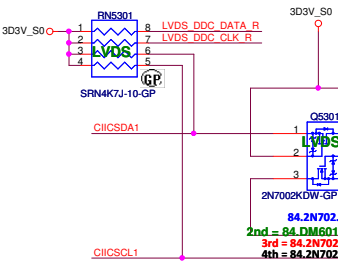 3D3V_S0
RN5301
3D3V_S0
1
8
LVDS_DDC_DATA_R
2
7
LVDS_DDC_CLK_R
3
6
4
5
LVDS
GP
SRN4K7J-10-GP
Q5301
CIICSDA1
1
LVDS
2
3
2N7002KDW-GP
84.2N702.
2nd = 84.DM601
3rd = 84.2N702
4th = 84.2N702
CIICSCL1